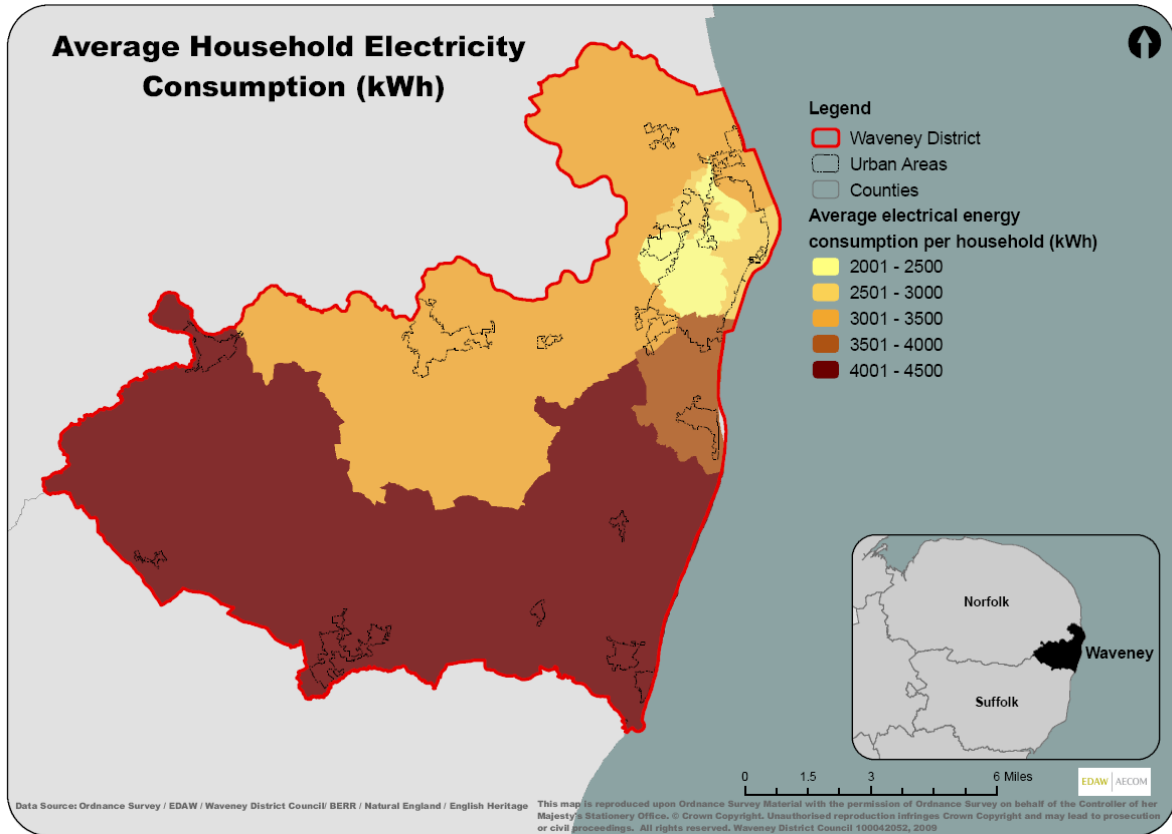 Average Household Electricity
Consumption (kWh)
Legend
Waveney District
Urban Areas
Counties
Average electrical energy
consumption per household (kWh)
2001 - 2500
2501 - 3000
3001 - 3500
3501 - 4000
4001 - 4500
Norfolk
Waveney
Suffolk
0 1.5 3 6 Miles
EDAW AECOM
Data Source: Ordnance Survey / EDAW / Waveney District Council/ BERR / Natural England / English Heritage
This map is reproduced upon Ordnance Survey Material with the permission of Ordnance Survey on behalf of the Controller of her
Majesty's Stationery Office. © Crown Copyright. Unauthorised reproduction infringes Crown Copyright and may lead to prosecution
or civil proceedings. All rights reserved. Waveney District Council 100042052, 2009